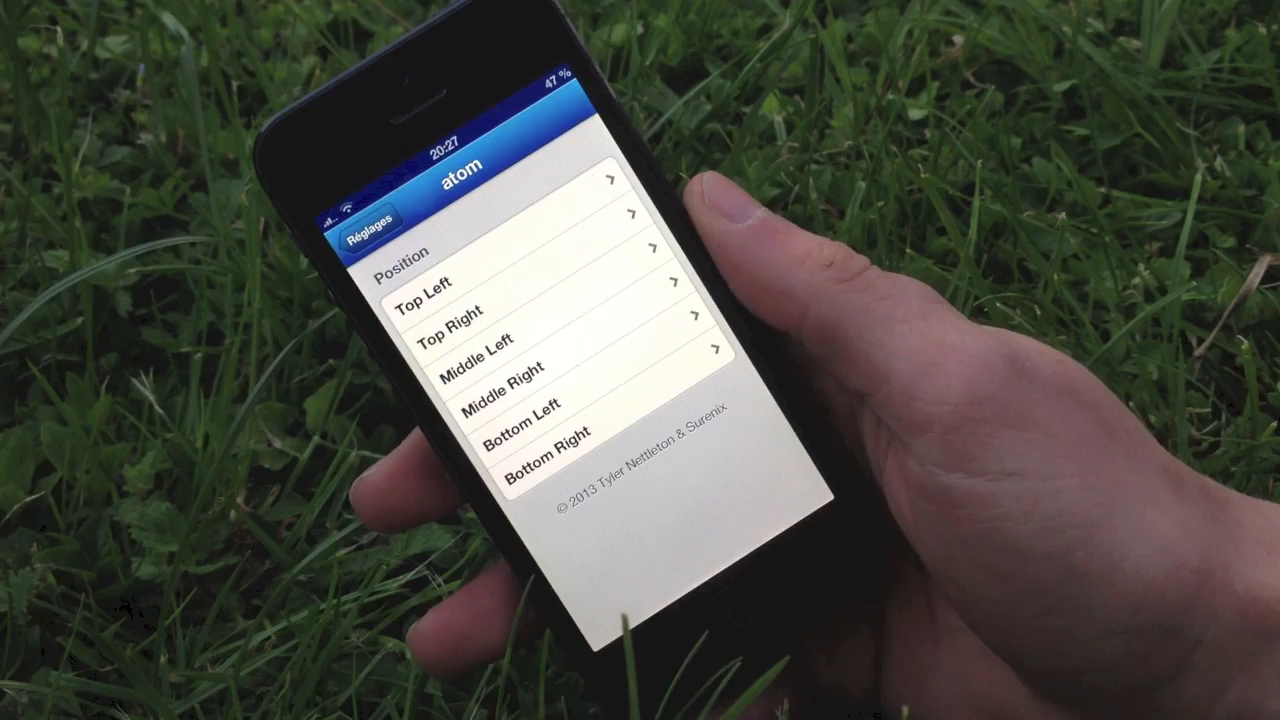 20:27
47 %
Réglages
atom
Position
Top Left
Top Right
Middle Left
Middle Right
Bottom Left
Bottom Right
© 2013 Tyler Nettleton & Surenix